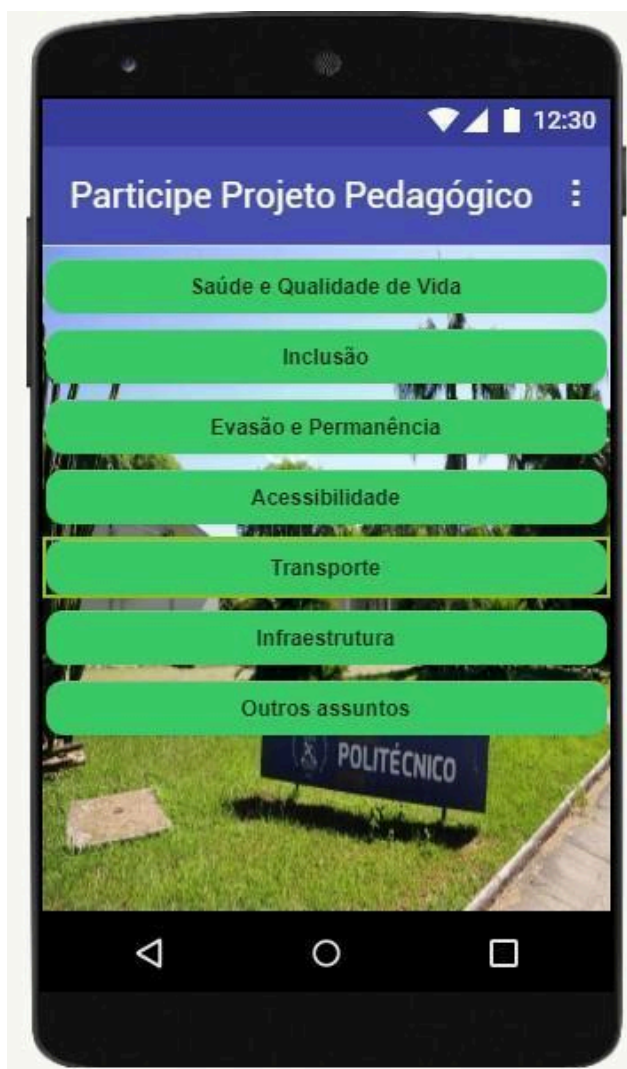 12:30
Participe Projeto Pedagógico
Saúde e Qualidade de Vida
Inclusão
Evasão e Permanência
Acessibilidade
Transporte
Infraestrutura
Outros assuntos
POLITÉCNICO